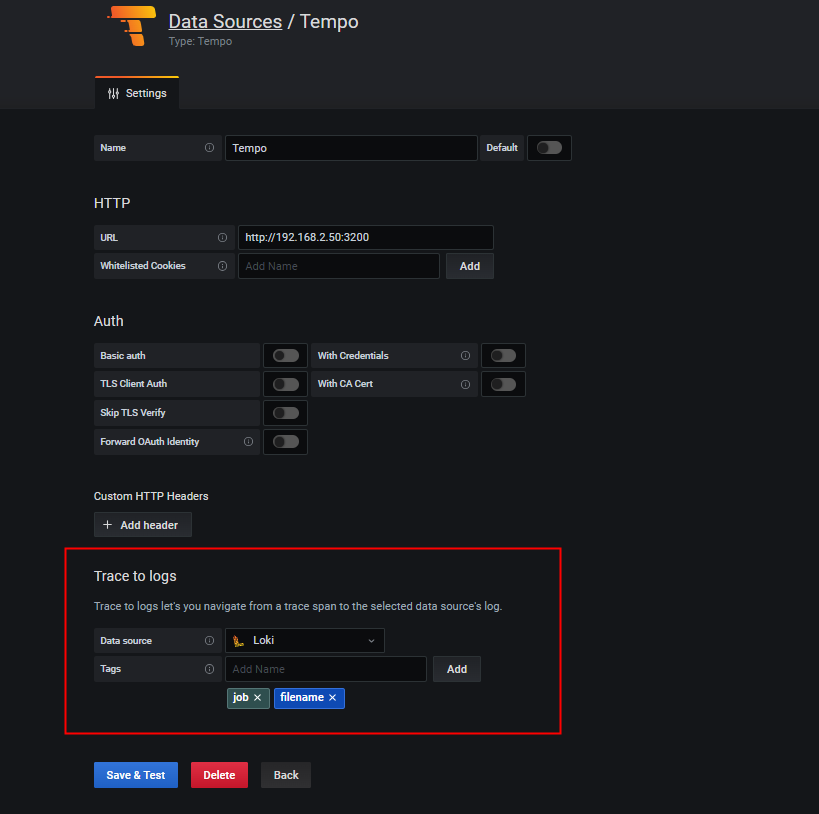 Data Sources / Tempo
Type: Tempo
Settings
Name Tempo Default
HTTP
URL http://192.168.2.50:3200
Whitelisted Cookies Add Name Add
Auth
Basic auth With Credentials
TLS Client Auth With CA Cert
Skip TLS Verify
Forward OAuth Identity
Custom HTTP Headers
+ Add header
Trace to logs
Trace to logs let's you navigate from a trace span to the selected data source's log.
Data source Loki
Tags Add Name Add
job × filename ×
Save & Test Delete Back